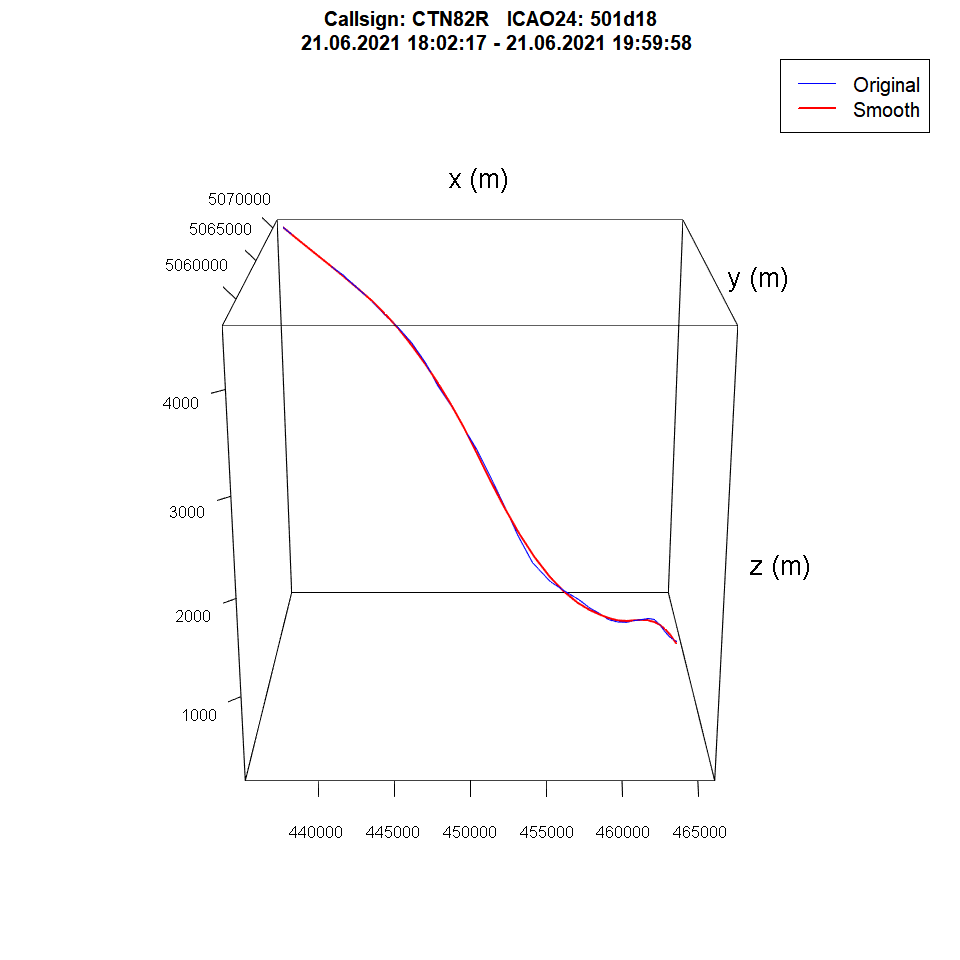 Callsign: CTN82R   ICAO24: 501d18
21.06.2021 18:02:17 - 21.06.2021 19:59:58
Original
Smooth
x (m)
5070000
5065000
5060000
y (m)
4000
3000
z (m)
2000
1000
440000 445000 450000 455000 460000 465000